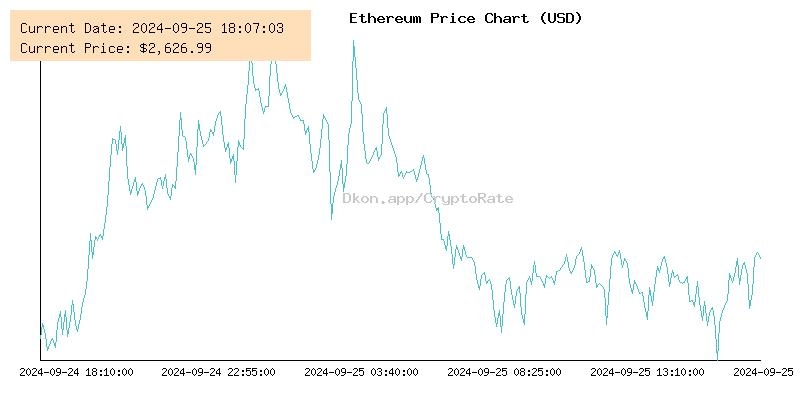 Ethereum Price Chart (USD)
Current Date: 2024-09-25 18:07:03
Current Price: $2,626.99
Dkon.app/CryptoRate
2024-09-24 18:10:00 2024-09-24 22:55:00 2024-09-25 03:40:00 2024-09-25 08:25:00 2024-09-25 13:10:00 2024-09-25